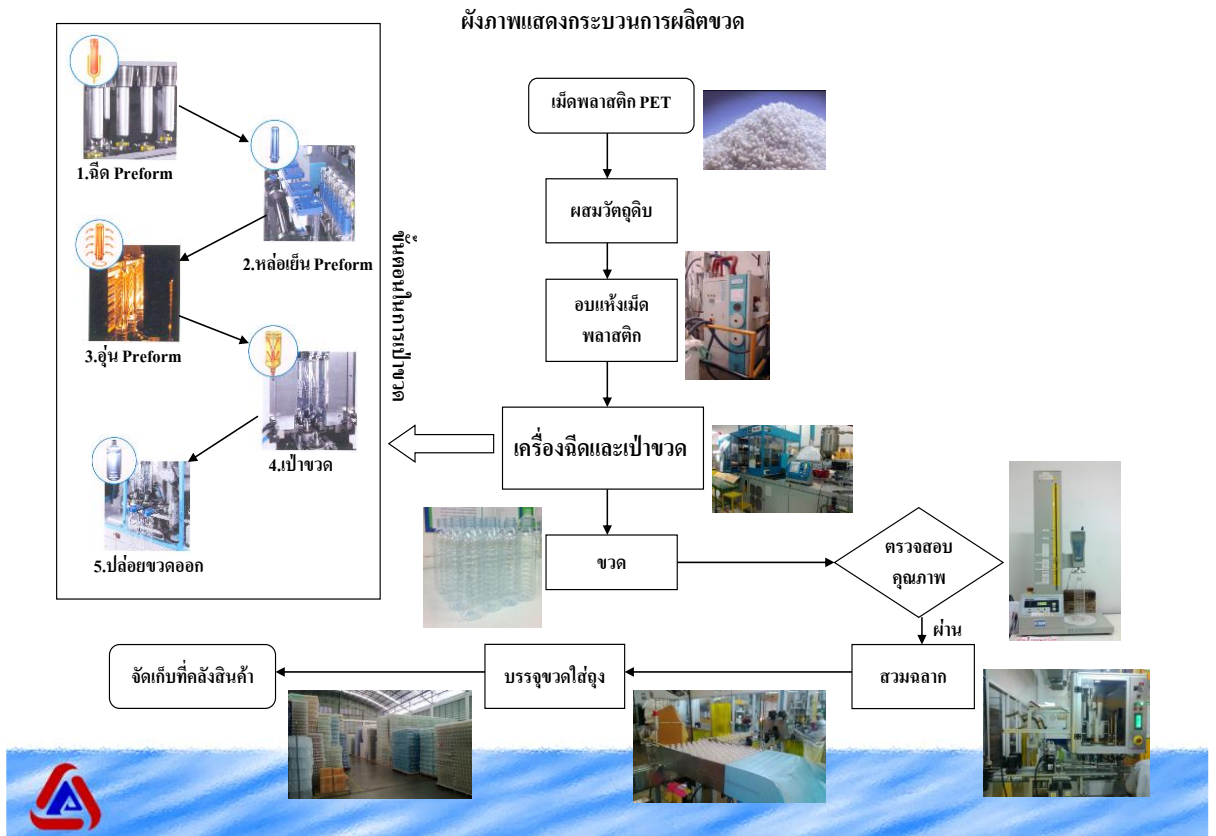 ผังภาพแสดงกระบวนการผลิตขวด
เม็ดพลาสติก PET
ผสมวัตถุดิบ
อบแห้งเม็ด
พลาสติก
เครื่องฉีดและเป่าขวด
ขั้นตอนในการเป่าขวด
1.ฉีด Preform
2.หล่อเย็น Preform
3.อุ่น Preform
4.เป่าขวด
5.ปล่อยขวดออก
ขวด
ตรวจสอบ
คุณภาพ
ผ่าน
สวมฉลาก
บรรจุขวดใส่ถุง
จัดเก็บที่คลังสินค้า